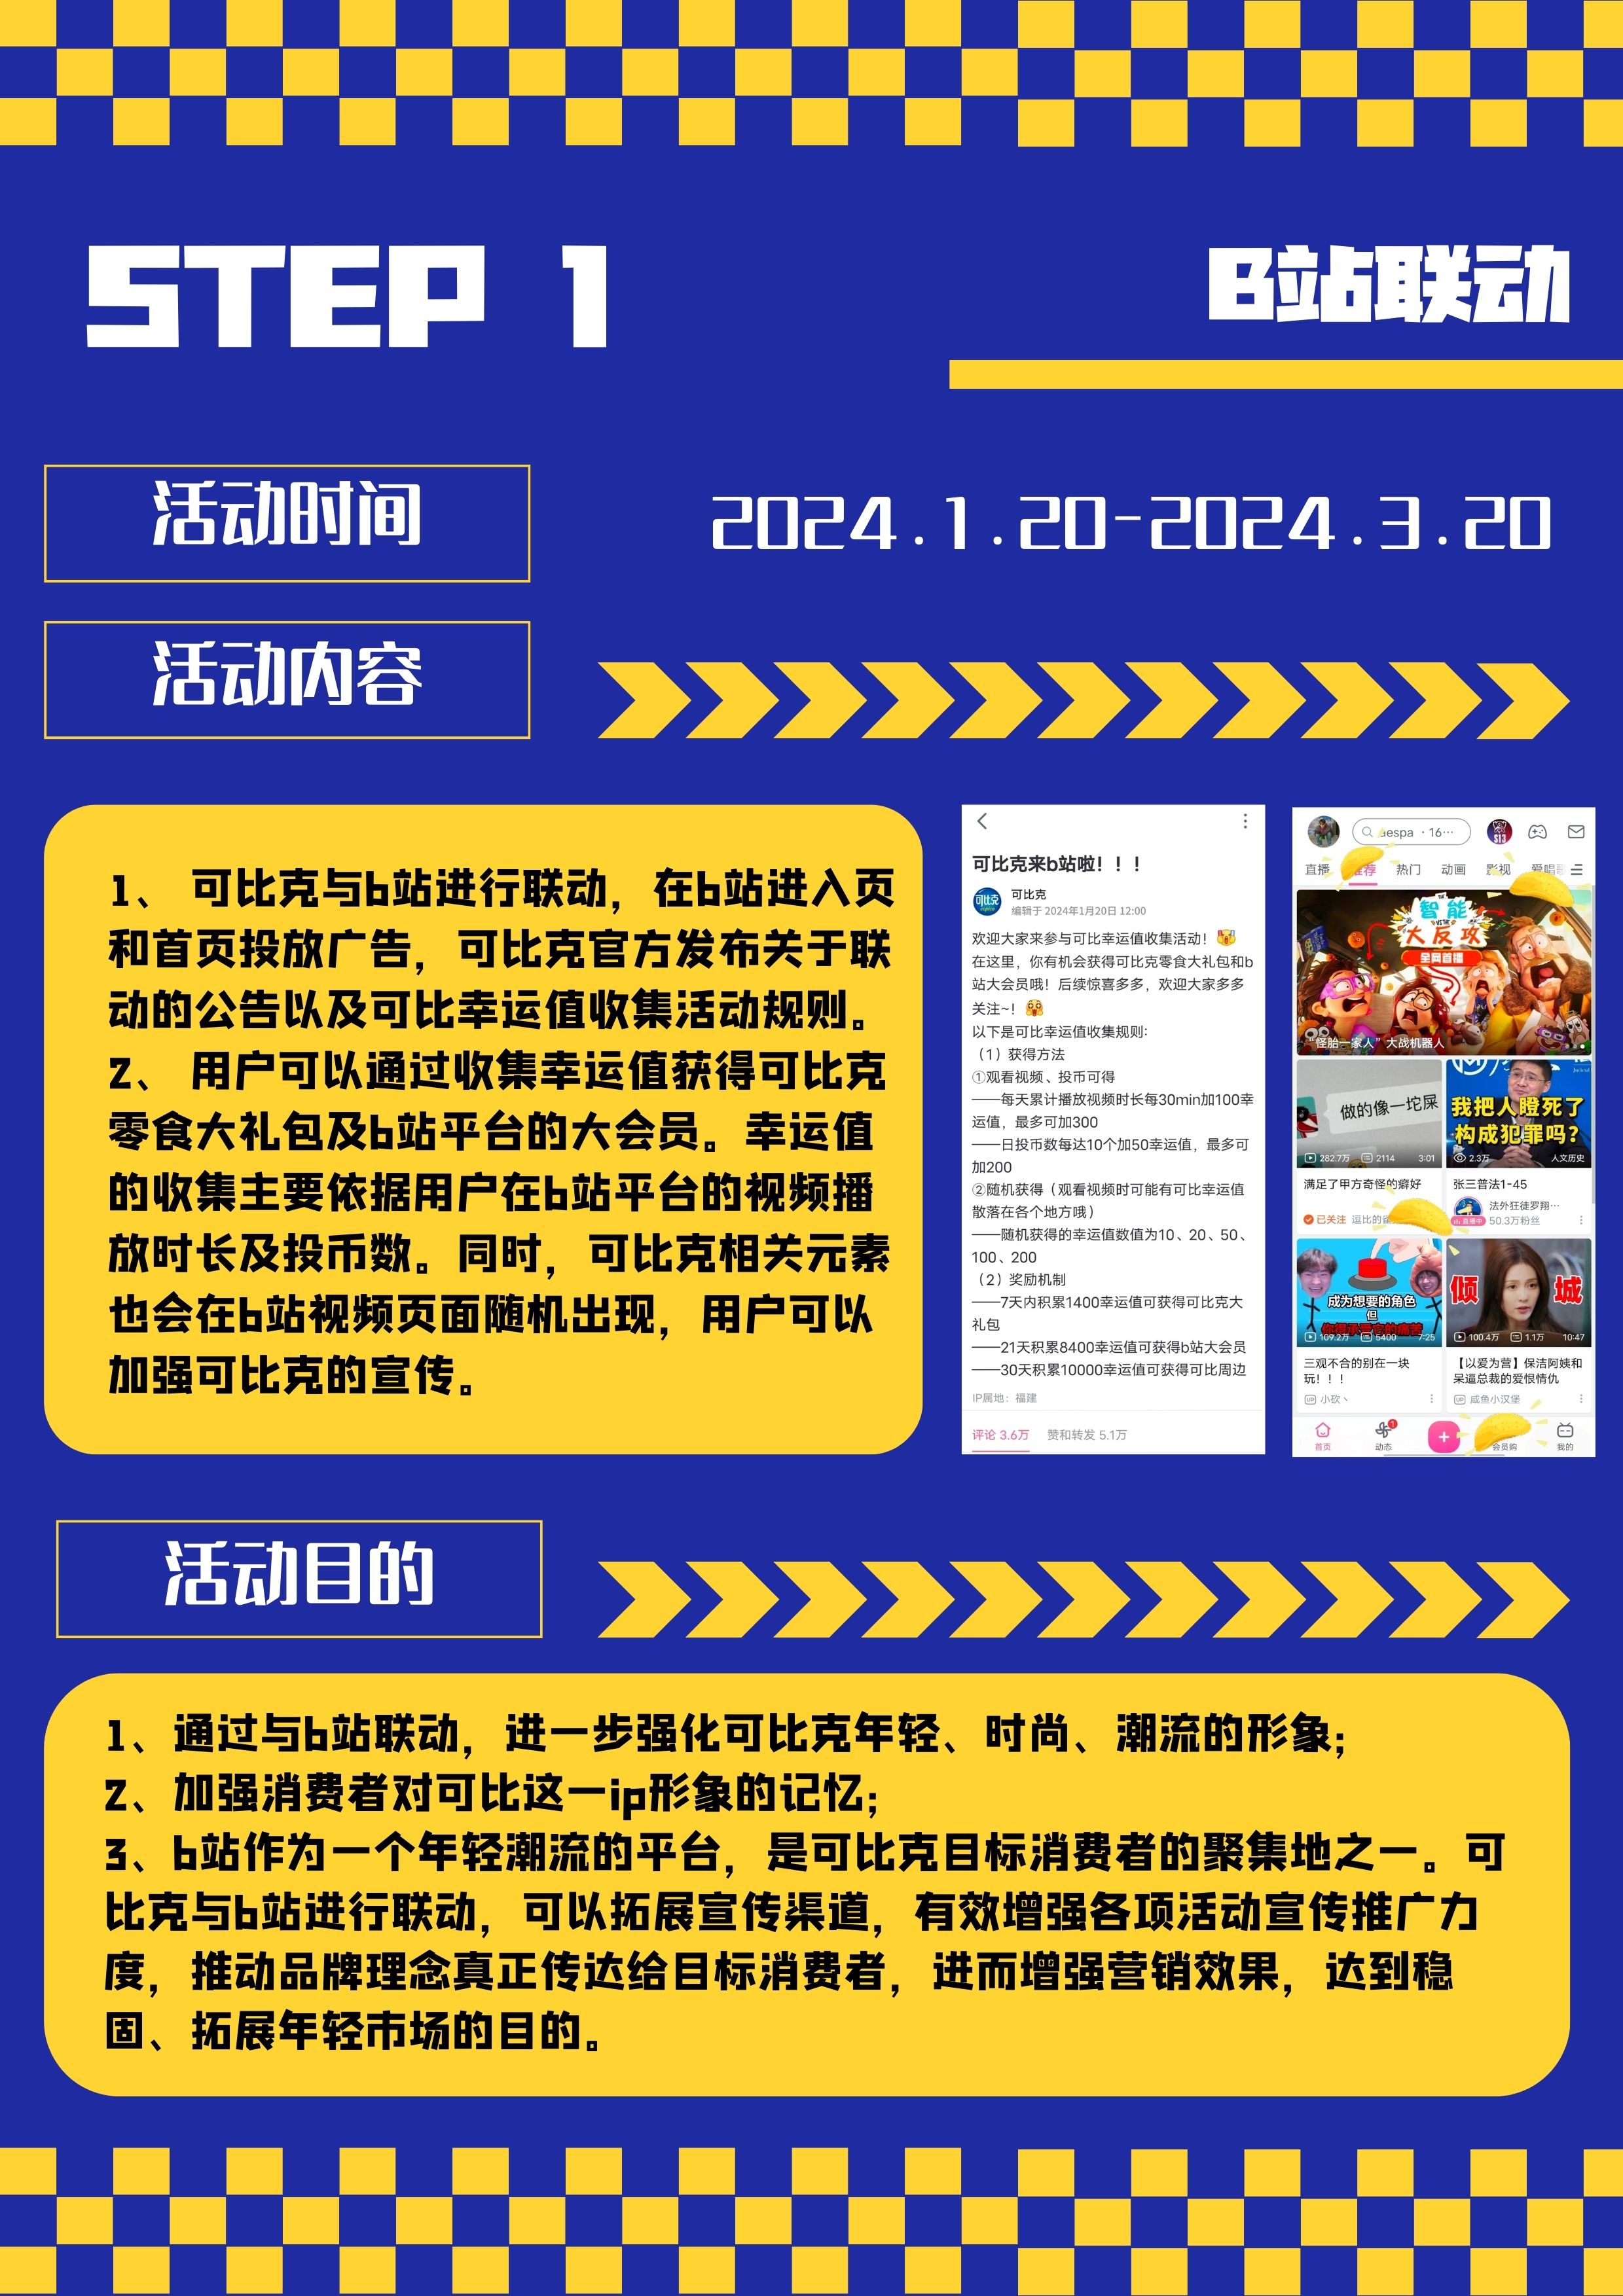 STEP 1
B站联动
活动时间
2024.1.20-2024.3.20
活动内容
1、 可比克与b站进行联动，在b站进入页
和首页投放广告，可比克官方发布关于联
动的公告以及可比幸运值收集活动规则。
2、 用户可以通过收集幸运值获得可比克
零食大礼包及b站平台的大会员。幸运值
的收集主要依据用户在b站平台的视频播
放时长及投币数。同时，可比克相关元素
也会在b站视频页面随机出现，用户可以
加强可比克的宣传。
可比克来b站啦！！！
可比克
可比克
编辑于 2024年1月20日 12:00
欢迎大家来参与可比幸运值收集活动！
在这里，你有机会获得可比克零食大礼包和b
站大会员哦！后续惊喜多多，欢迎大家多多
关注~！
以下是可比幸运值收集规则：
（1）获得方法
①观看视频、投币可得
——每天累计播放视频时长每30min加100幸
运值，最多可加300
——日投币数每达10个加50幸运值，最多可
加200
②随机获得（观看视频时可能有可比幸运值
散落在各个地方哦）
——随机获得的幸运值数值为10、20、50、
100、200
（2）奖励机制
——7天内积累1400幸运值可获得可比克大
礼包
——21天积累8400幸运值可获得b站大会员
——30天积累10000幸运值可获得可比周边
IP属地：福建
评论 3.6万 赞和转发 5.1万
aespa · 16···
S13
直播 推荐 热门 动画 影视 爱唱歌
智能
大反攻
全网首播
“怪胎一家人”大战机器人
做的像一坨屎
282.7万 2114 3:01
满足了甲方奇怪的癖好
已关注
我把人瞪死了
构成犯罪吗？
2.3万 人文历史
张三普法1-45
法外狂徒罗翔···
直播中 50.3万粉丝
成为想要的角色
但
109.2万 5400 7:25
三观不合的别在一块
玩！！！
UP 小砍丶
倾 城
100.4万 1.1万 10:47
【以爱为营】保洁阿姨和
呆逼总裁的爱恨情仇
UP 咸鱼小汉堡
1
首页 动态 会员购 我的
活动目的
1、通过与b站联动，进一步强化可比克年轻、时尚、潮流的形象；
2、加强消费者对可比这一ip形象的记忆；
3、b站作为一个年轻潮流的平台，是可比克目标消费者的聚集地之一。可
比克与b站进行联动，可以拓展宣传渠道，有效增强各项活动宣传推广力
度，推动品牌理念真正传达给目标消费者，进而增强营销效果，达到稳
固、拓展年轻市场的目的。